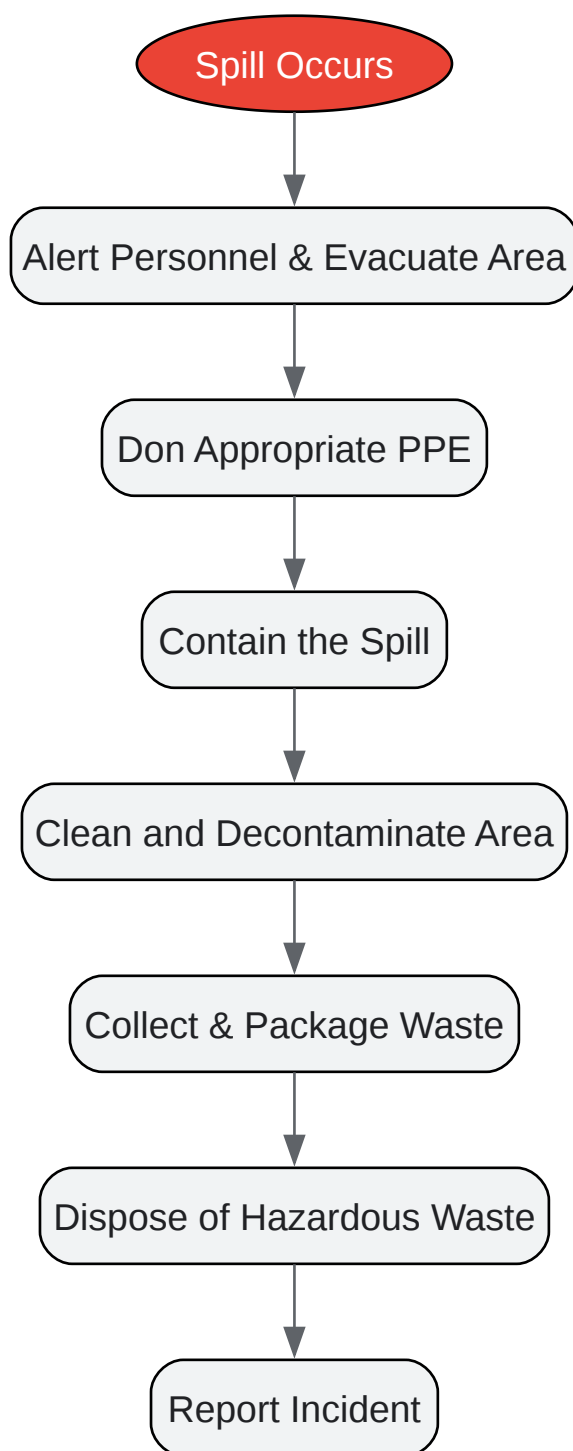 Spill Occurs
Alert Personnel & Evacuate Area
Don Appropriate PPE
Contain the Spill
Clean and Decontaminate Area
Collect & Package Waste
Dispose of Hazardous Waste
Report Incident